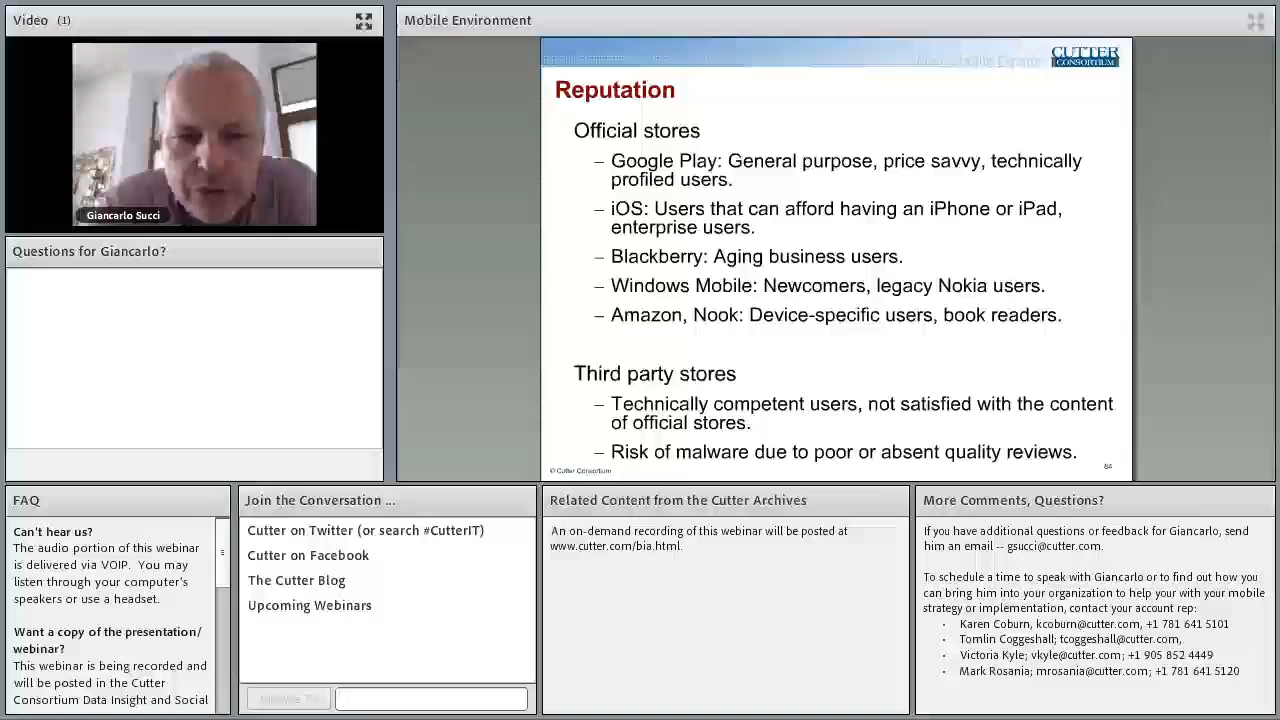 Video (1)
Giancarlo Succi
Questions for Giancarlo?
Mobile Environment
CUTTER
CONSORTIUM
Reputation
Official stores
– Google Play: General purpose, price savvy, technically
profiled users.
– iOS: Users that can afford having an iPhone or iPad,
enterprise users.
– Blackberry: Aging business users.
– Windows Mobile: Newcomers, legacy Nokia users.
– Amazon, Nook: Device-specific users, book readers.
Third party stores
– Technically competent users, not satisfied with the content
of official stores.
– Risk of malware due to poor or absent quality reviews.
© Cutter Consortium
84
FAQ
Can't hear us?
The audio portion of this webinar
is delivered via VOIP. You may
listen through your computer's
speakers or use a headset.
Want a copy of the presentation/
webinar?
This webinar is being recorded and
will be posted in the Cutter
Consortium Data Insight and Social
Join the Conversation ...
Cutter on Twitter (or search #CutterIT)
Cutter on Facebook
The Cutter Blog
Upcoming Webinars
Related Content from the Cutter Archives
An on-demand recording of this webinar will be posted at
www.cutter.com/bia.html.
More Comments, Questions?
If you have additional questions or feedback for Giancarlo, send
him an email -- gsucci@cutter.com.
To schedule a time to speak with Giancarlo or to find out how you
can bring him into your organization to help your with your mobile
strategy or implementation, contact your account rep:
· Karen Coburn, kcoburn@cutter.com, +1 781 641 5101
· Tomlin Coggeshall; tcoggeshall@cutter.com,
· Victoria Kyle; vkyle@cutter.com; +1 905 852 4449
· Mark Rosania; mrosania@cutter.com; +1 781 641 5120